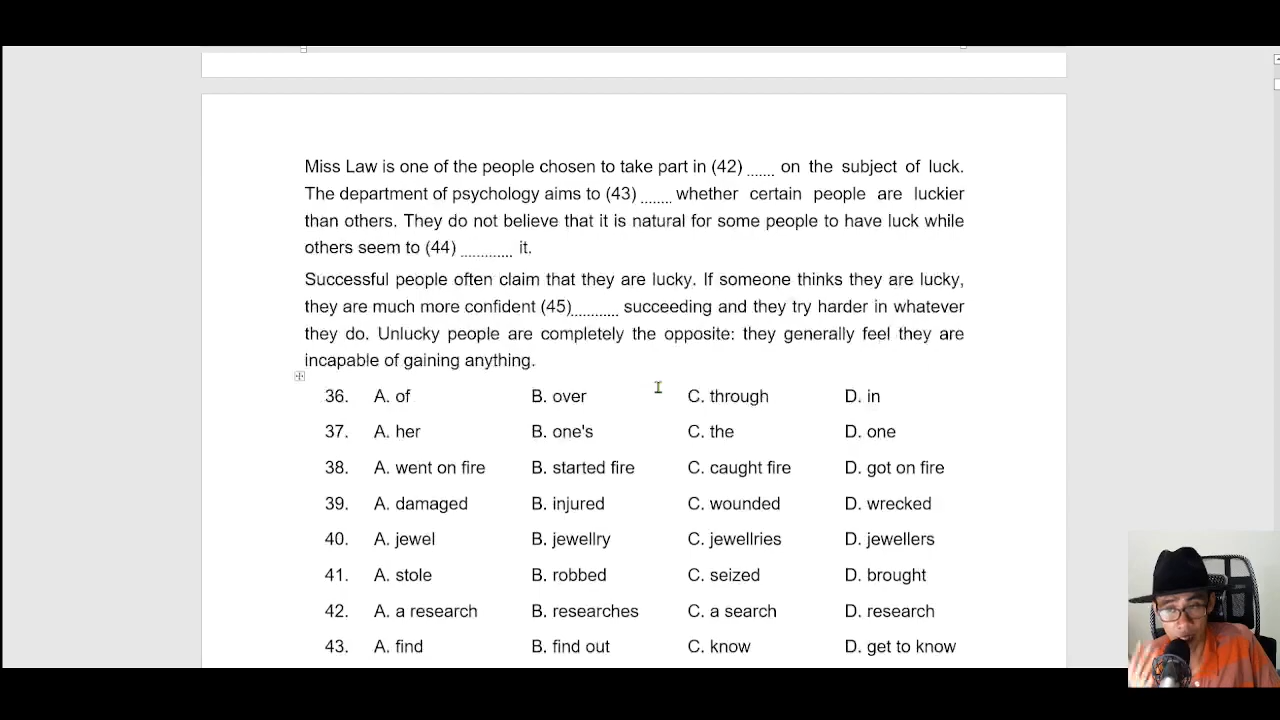 Miss Law is one of the people chosen to take part in (42) ....... on the subject of luck.
The department of psychology aims to (43) ........ whether certain people are luckier
than others. They do not believe that it is natural for some people to have luck while
others seem to (44) ............. it.
Successful people often claim that they are lucky. If someone thinks they are lucky,
they are much more confident (45)............ succeeding and they try harder in whatever
they do. Unlucky people are completely the opposite: they generally feel they are
incapable of gaining anything.
36. A. of B. over C. through D. in
37. A. her B. one's C. the D. one
38. A. went on fire B. started fire C. caught fire D. got on fire
39. A. damaged B. injured C. wounded D. wrecked
40. A. jewel B. jewellry C. jewellries D. jewellers
41. A. stole B. robbed C. seized D. brought
42. A. a research B. researches C. a search D. research
43. A. find B. find out C. know D. get to know